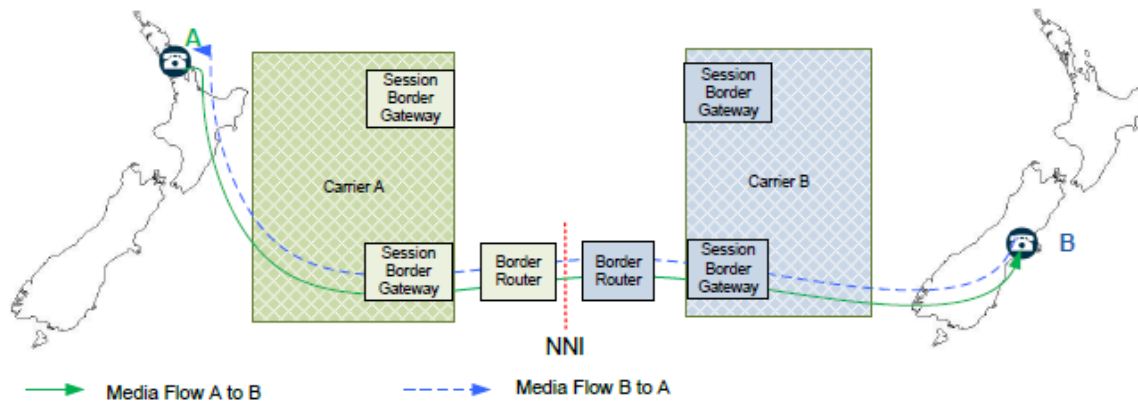 A
Session
Border
Gateway
Carrier A
Session
Border
Gateway
Border
Router
NNI
Border
Router
Session
Border
Gateway
Carrier B
Session
Border
Gateway
B
Media Flow A to B
Media Flow B to A